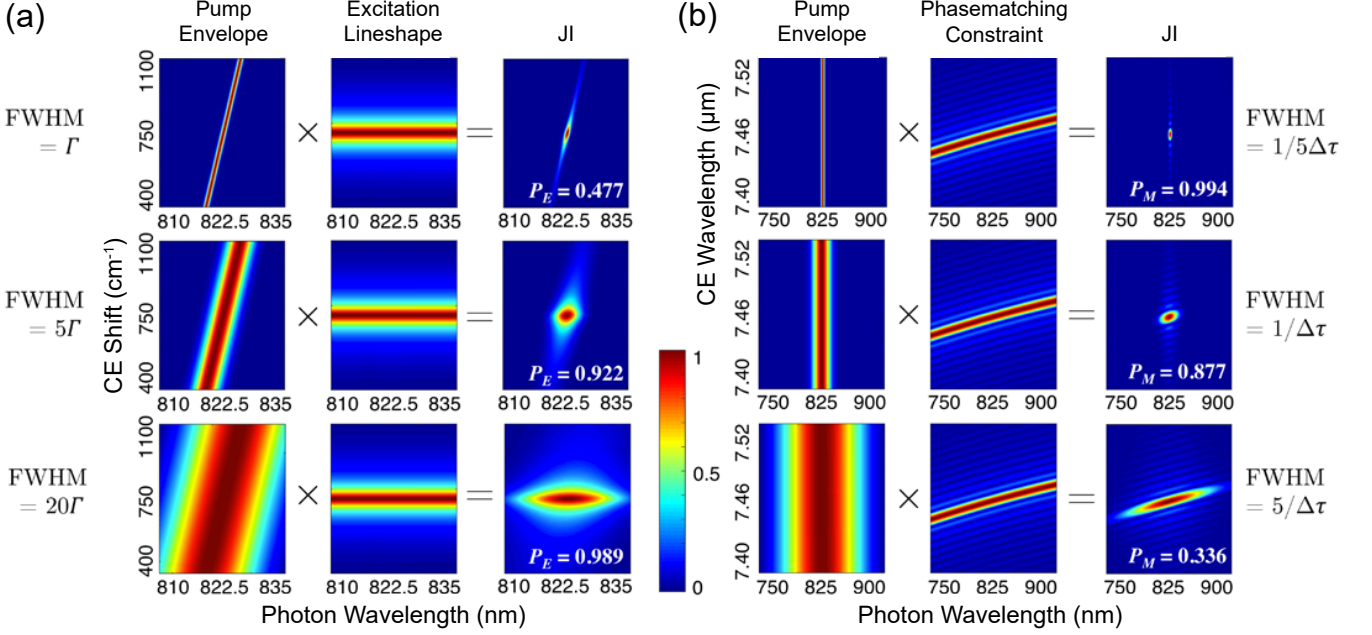 (a)
Pump
Envelope
Excitation
Lineshape
JI
FWHM
= Γ
1100
750
400
×
=
P_E = 0.477
810 822.5 835
810 822.5 835
810 822.5 835
CE Shift (cm⁻¹)
FWHM
= 5Γ
1100
750
400
×
=
P_E = 0.922
810 822.5 835
810 822.5 835
810 822.5 835
FWHM
= 20Γ
1100
750
400
×
=
P_E = 0.989
810 822.5 835
810 822.5 835
810 822.5 835
Photon Wavelength (nm)
1
0.5
0
(b)
Pump
Envelope
Phasematching
Constraint
JI
CE Wavelength (μm)
7.52
7.46
7.40
×
=
P_M = 0.994
FWHM
= 1/5Δτ
750 825 900
750 825 900
750 825 900
7.52
7.46
7.40
×
=
P_M = 0.877
FWHM
= 1/Δτ
750 825 900
750 825 900
750 825 900
7.52
7.46
7.40
×
=
P_M = 0.336
FWHM
= 5/Δτ
750 825 900
750 825 900
750 825 900
Photon Wavelength (nm)